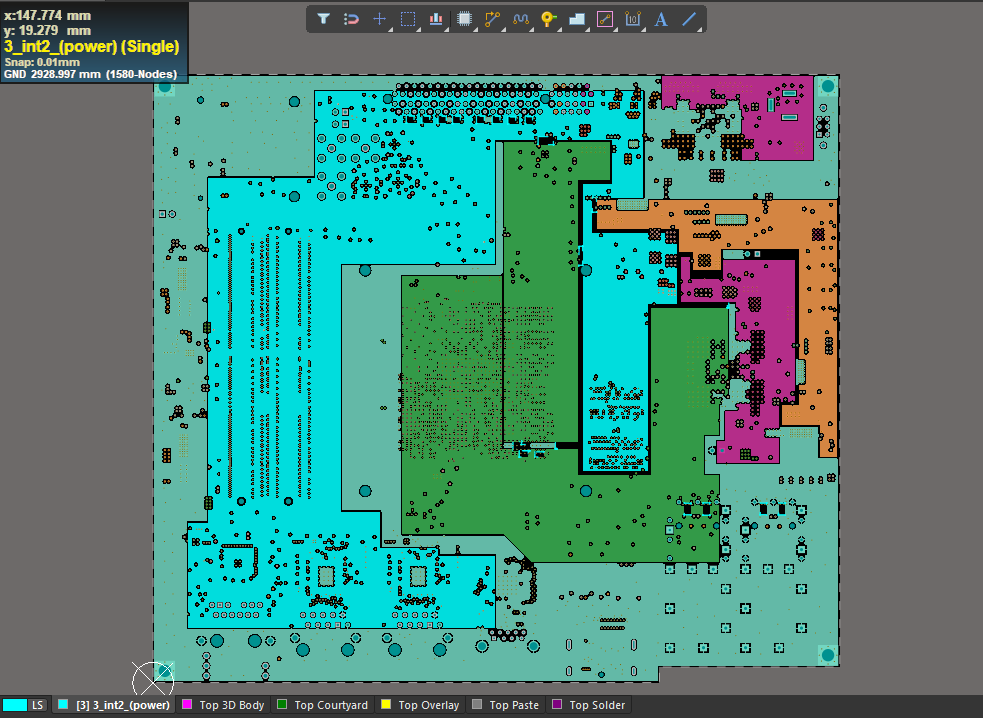 x:147.774 mm
y: 19.279 mm
3_int2_(power) (Single)
Snap: 0.01mm
GND 2928.997 mm (1580-Nodes)
10
A
LS
[3] 3_int2_(power)
Top 3D Body
Top Courtyard
Top Overlay
Top Paste
Top Solder